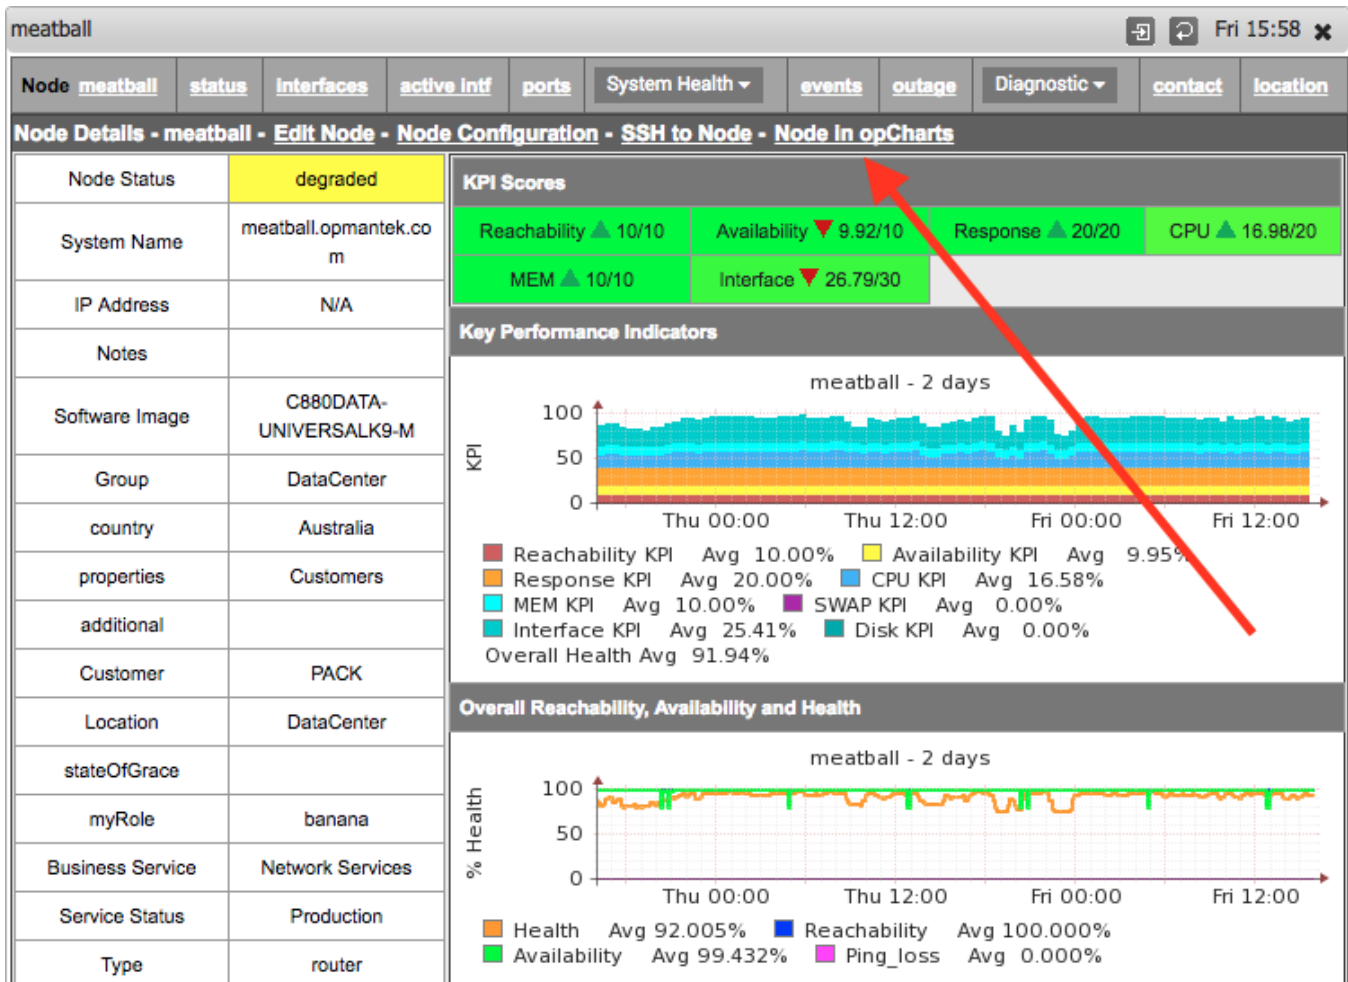 meatball Fri 15:58
Node meatball status interfaces active intf ports System Health events outage Diagnostic contact location
Node Details - meatball - Edit Node - Node Configuration - SSH to Node - Node in opCharts
Node Status degraded
System Name meatball.opmantek.co
m
IP Address N/A
Notes
Software Image C880DATA-
UNIVERSALK9-M
Group DataCenter
country Australia
properties Customers
additional
Customer PACK
Location DataCenter
stateOfGrace
myRole banana
Business Service Network Services
Service Status Production
Type router
KPI Scores
Reachability 10/10 Availability 9.92/10 Response 20/20 CPU 16.98/20
MEM 10/10 Interface 26.79/30
Key Performance Indicators
meatball - 2 days
KPI
100
50
0
Thu 00:00 Thu 12:00 Fri 00:00 Fri 12:00
Reachability KPI Avg 10.00% Availability KPI Avg 9.95%
Response KPI Avg 20.00% CPU KPI Avg 16.58%
MEM KPI Avg 10.00% SWAP KPI Avg 0.00%
Interface KPI Avg 25.41% Disk KPI Avg 0.00%
Overall Health Avg 91.94%
Overall Reachability, Availability and Health
meatball - 2 days
% Health
100
50
0
Thu 00:00 Thu 12:00 Fri 00:00 Fri 12:00
Health Avg 92.005% Reachability Avg 100.000%
Availability Avg 99.432% Ping_loss Avg 0.000%